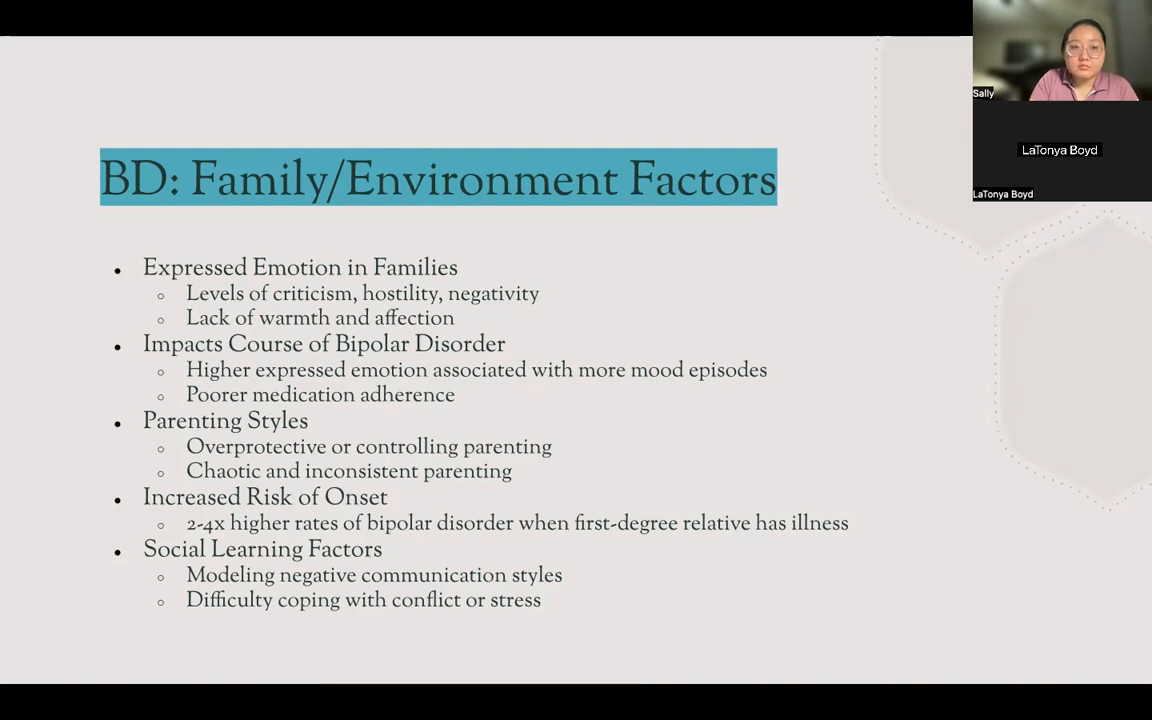 BD: Family/Environment Factors
Expressed Emotion in Families
Levels of criticism, hostility, negativity
Lack of warmth and affection
Impacts Course of Bipolar Disorder
Higher expressed emotion associated with more mood episodes
Poorer medication adherence
Parenting Styles
Overprotective or controlling parenting
Chaotic and inconsistent parenting
Increased Risk of Onset
2-4x higher rates of bipolar disorder when first-degree relative has illness
Social Learning Factors
Modeling negative communication styles
Difficulty coping with conflict or stress
Sally
LaTonya Boyd
LaTonya Boyd